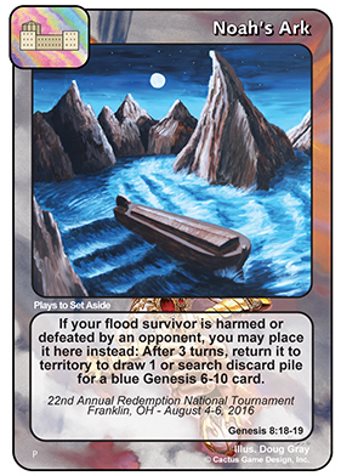 Noah's Ark
Plays to Set Aside
If your flood survivor is harmed or
defeated by an opponent, you may
place it here instead: After 3 turns, return it to
territory to draw 1 or search discard pile
for a blue Genesis 6-10 card.
22nd Annual Redemption National Tournament
Franklin, OH - August 4-6, 2016
Genesis 8:18-19
P
Illus. Doug Gray
© Cactus Game Design, Inc.